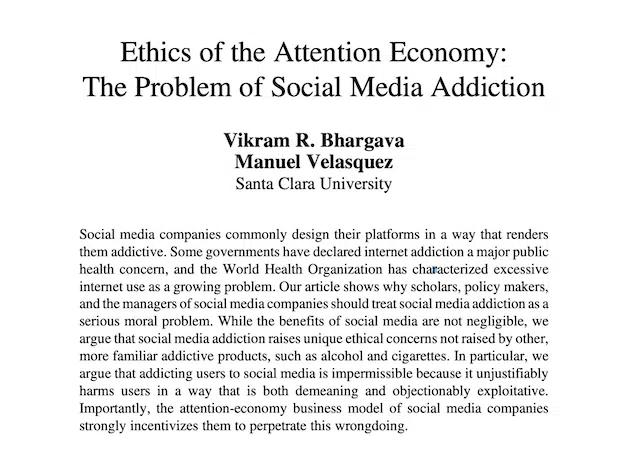 Ethics of the Attention Economy:
The Problem of Social Media Addiction
Vikram R. Bhargava
Manuel Velasquez
Santa Clara University
Social media companies commonly design their platforms in a way that renders
them addictive. Some governments have declared internet addiction a major public
health concern, and the World Health Organization has characterized excessive
internet use as a growing problem. Our article shows why scholars, policy makers,
and the managers of social media companies should treat social media addiction as a
serious moral problem. While the benefits of social media are not negligible, we
argue that social media addiction raises unique ethical concerns not raised by other,
more familiar addictive products, such as alcohol and cigarettes. In particular, we
argue that addicting users to social media is impermissible because it unjustifiably
harms users in a way that is both demeaning and objectionably exploitative.
Importantly, the attention-economy business model of social media companies
strongly incentivizes them to perpetrate this wrongdoing.